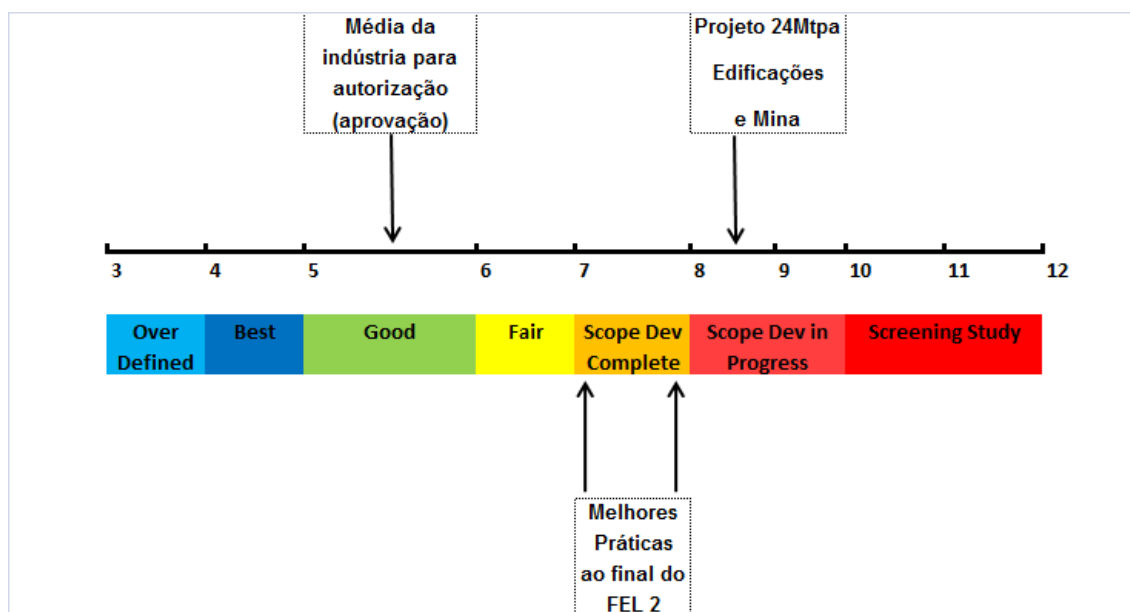 Média da
indústria para
autorização
(aprovação)
Projeto 24Mtpa
Edificações
e Mina
3 4 5 6 7 8 9 10 11 12
Over
Defined
Best
Good
Fair
Scope Dev
Complete
Scope Dev in
Progress
Screening Study
Melhores
Práticas
ao final do
FEL 2